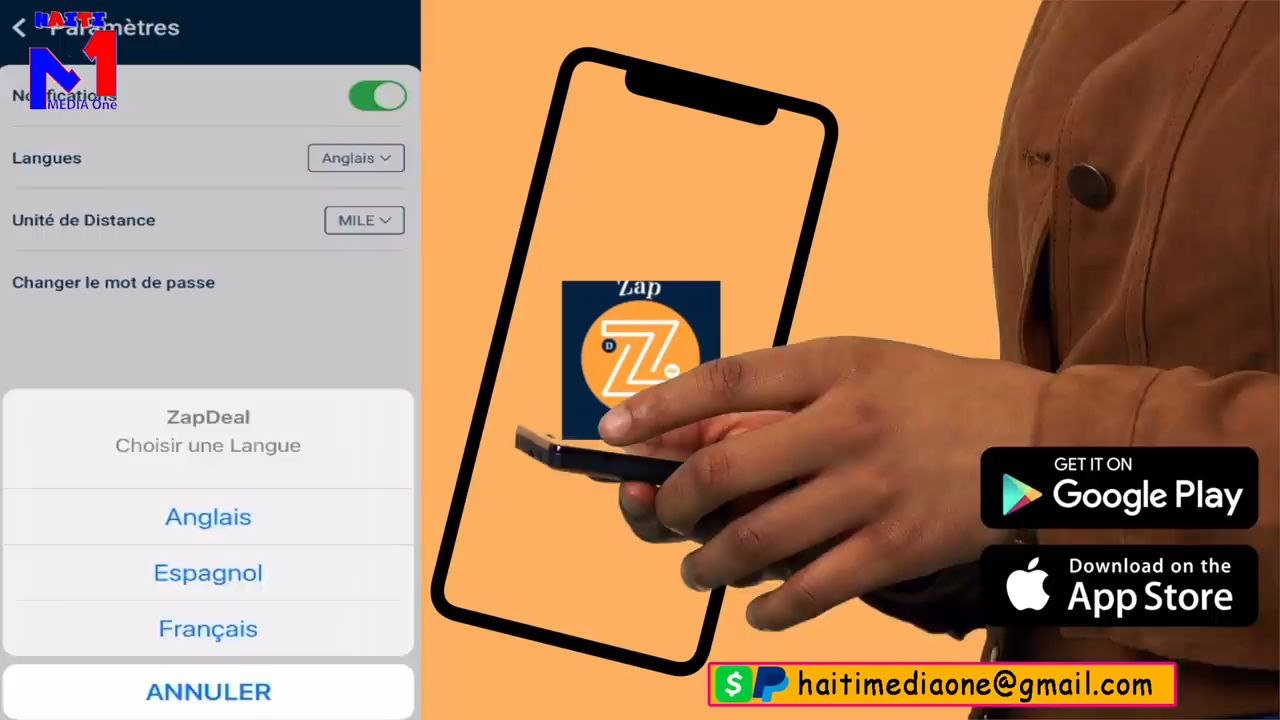 HAITI
Paramètres
MEDIA One
Notifications
Langues
Anglais
Unité de Distance
MILE
Changer le mot de passe
ZapDeal
Choisir une Langue
Anglais
Espagnol
Français
ANNULER
Zap
D
GET IT ON
Google Play
Download on the
App Store
$ haitimediaone@gmail.com